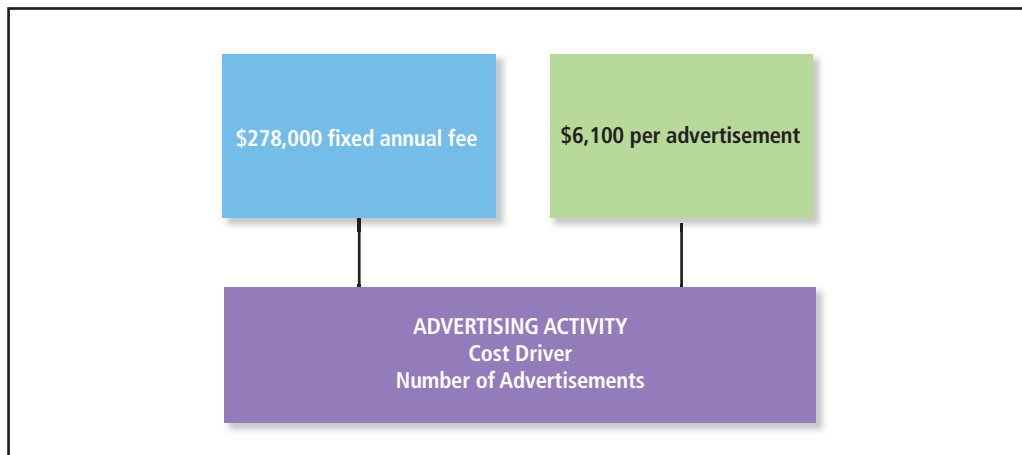 $278,000 fixed annual fee
$6,100 per advertisement
ADVERTISING ACTIVITY
Cost Driver
Number of Advertisements